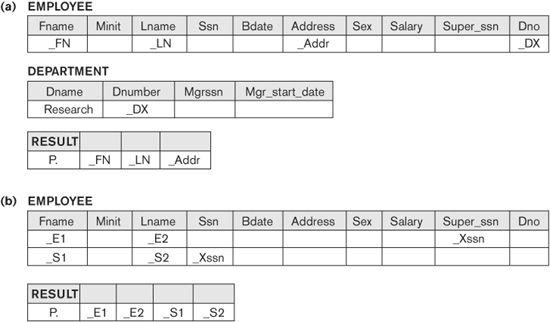 (a) EMPLOYEE
Fname Minit Lname Ssn Bdate Address Sex Salary Super_ssn Dno
_FN _LN _Addr _DX
DEPARTMENT
Dname Dnumber Mgrssn Mgr_start_date
Research _DX
RESULT
P. _FN _LN _Addr
(b) EMPLOYEE
Fname Minit Lname Ssn Bdate Address Sex Salary Super_ssn Dno
_E1 _E2 _Xssn
_S1 _S2 _Xssn
RESULT
P. _E1 _E2 _S1 _S2